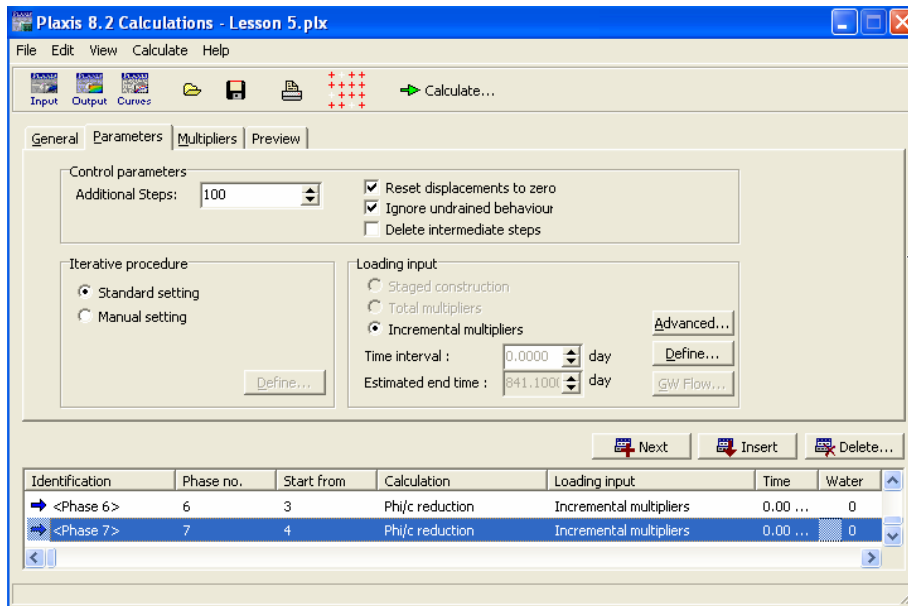 Plaxis 8.2 Calculations - Lesson 5.plx
File Edit View Calculate Help
Input Output Curves Calculate...
General Parameters Multipliers Preview
Control parameters
Additional Steps: 100
Reset displacements to zero
Ignore undrained behaviour
Delete intermediate steps
Iterative procedure
Standard setting
Manual setting
Define...
Loading input
Staged construction
Total multipliers
Incremental multipliers
Advanced...
Time interval : 0.0000 day Define...
Estimated end time : 841.100 day GW Flow...
Next Insert Delete...
Identification Phase no. Start from Calculation Loading input Time Water
<Phase 6> 6 3 Phi/c reduction Incremental multipliers 0.00 ... 0
<Phase 7> 7 4 Phi/c reduction Incremental multipliers 0.00 ... 0